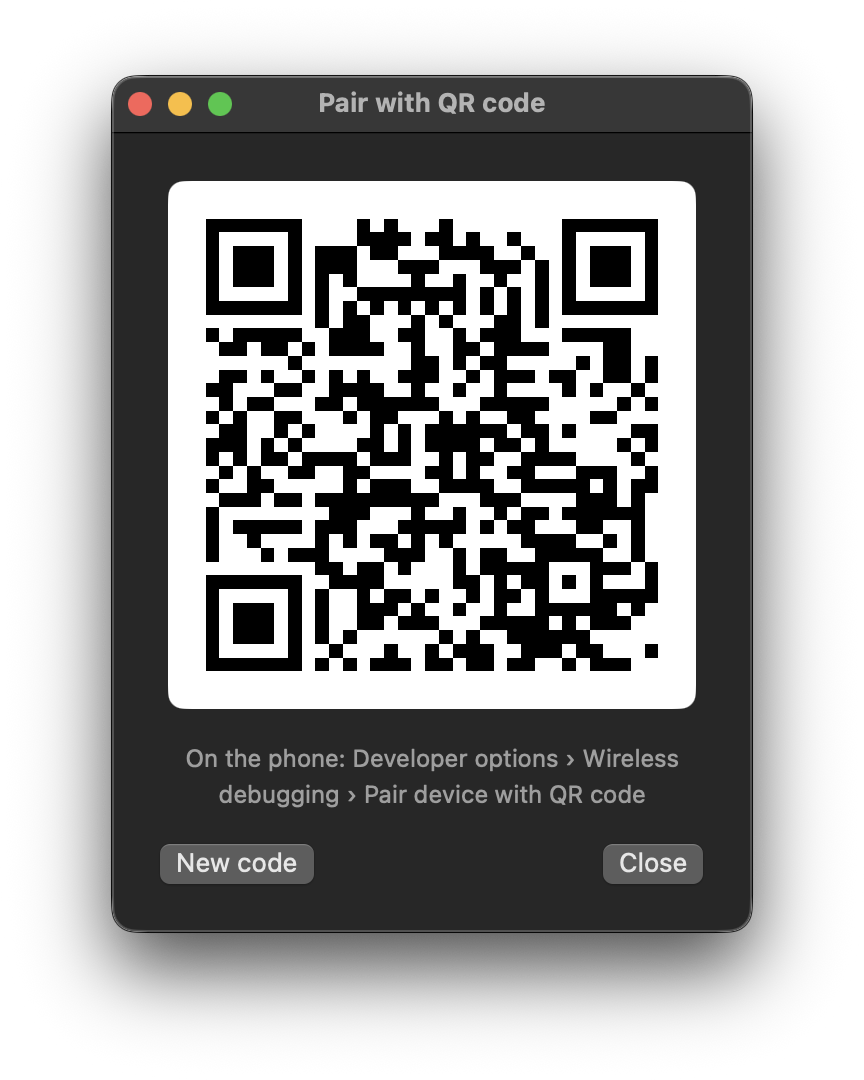 Pair with QR code
On the phone: Developer options › Wireless
debugging › Pair device with QR code
New code
Close